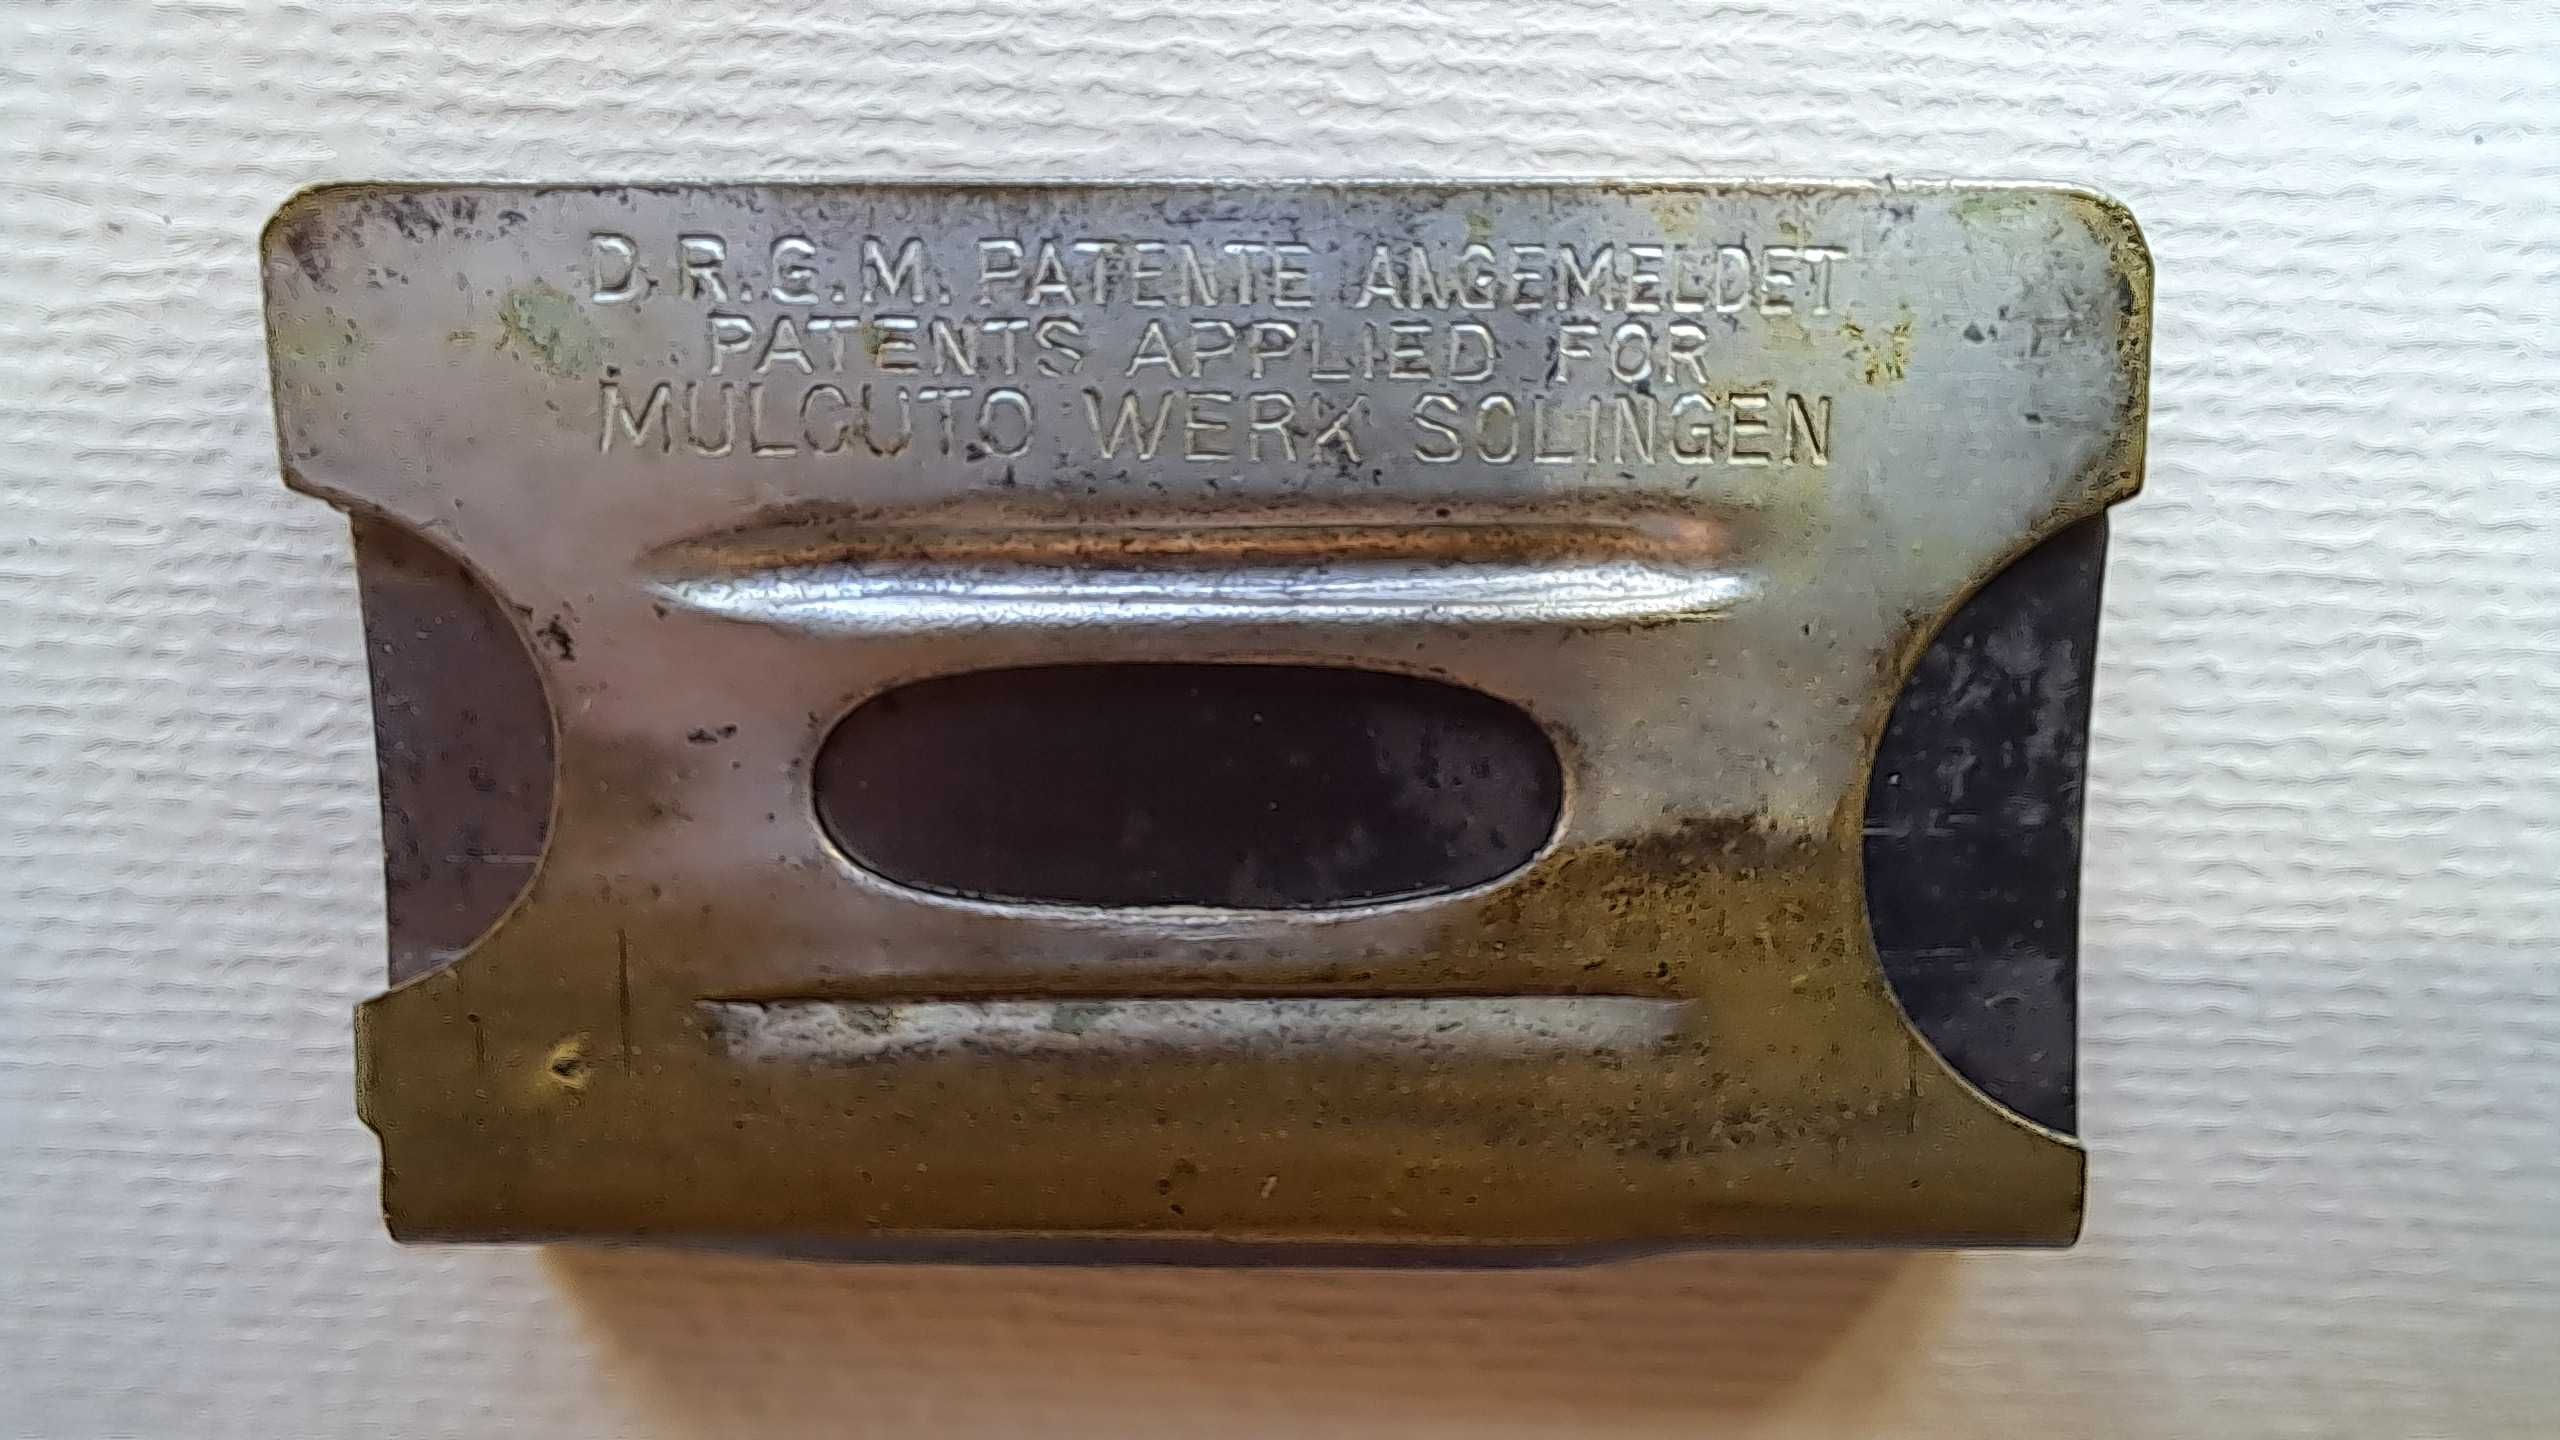 D.R.G.M. PATENTE ANGEMELDET
PATENTS APPLIED FOR
MULCUTO WERK SOLINGEN